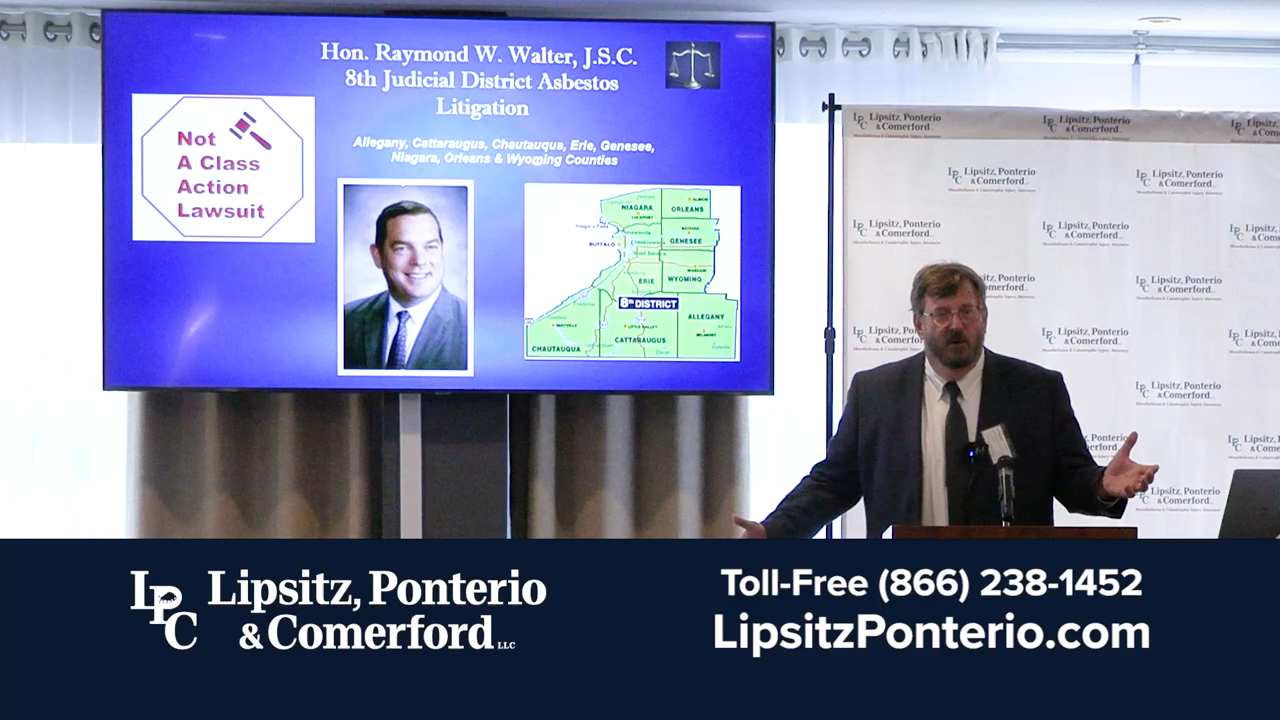 Hon. Raymond W. Walter, J.S.C.
8th Judicial District Asbestos
Litigation
Allegany, Cattaraugus, Chautauqua, Erie, Genesee,
Niagara, Orleans & Wyoming Counties
Not
A Class
Action
Lawsuit
NIAGARA
ORLEANS
GENESEE
BUFFALO
ERIE
WYOMING
8th DISTRICT
ALLEGANY
CHAUTAUQUA
CATTARAUGUS
LPC Lipsitz, Ponterio
& Comerford
LPC Lipsitz, Ponterio
& Comerford LLC
Toll-Free (866) 238-1452
LipsitzPonterio.com